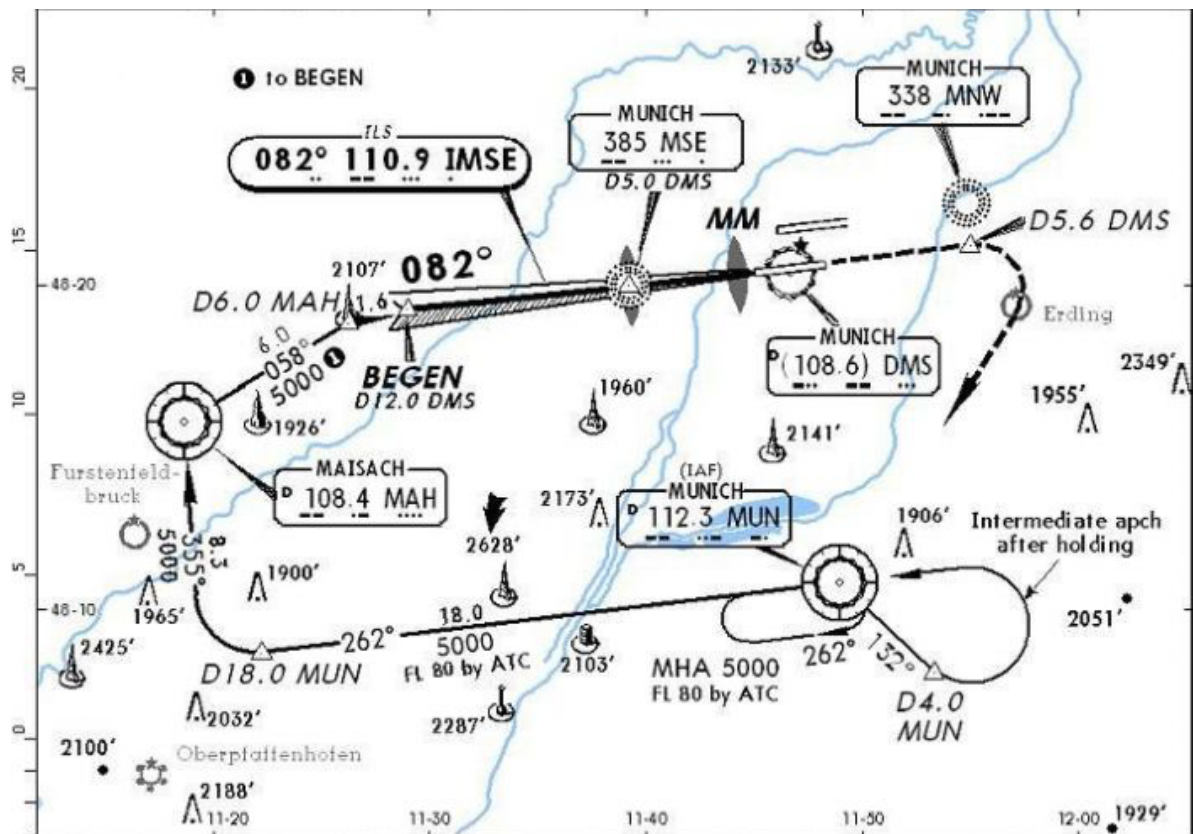 20
15
48-20
10
5
48-10
0
2133'
❶ to BEGEN
MUNICH
338 MNW
MUNICH
385 MSE
D5.0 DMS
ILS
082° 110.9 IMSE
MM
D5.6 DMS
2107'
082°
D6.0 MAH
1.6
6.0
058°
5000 ❶
BEGEN
D12.0 DMS
Erding
MUNICH
D (108.6) DMS
2349'
1955'
1960'
1926'
2141'
Furstenfeld-
bruck
MAISACH
D 108.4 MAH
(IAF)
MUNICH
D 112.3 MUN
2173'
1906'
Intermediate apch
after holding
2628'
8.3
355°
5000
1900'
1965'
2051'
18.0
262°
5000
FL 80 by ATC
2425'
D18.0 MUN
2103'
MHA 5000
FL 80 by ATC
262°
132°
D4.0
MUN
2032'
2287'
2100'
Oberpfaffenhofen
2188'
11-20
11-30
11-40
11-50
12-00
1929'